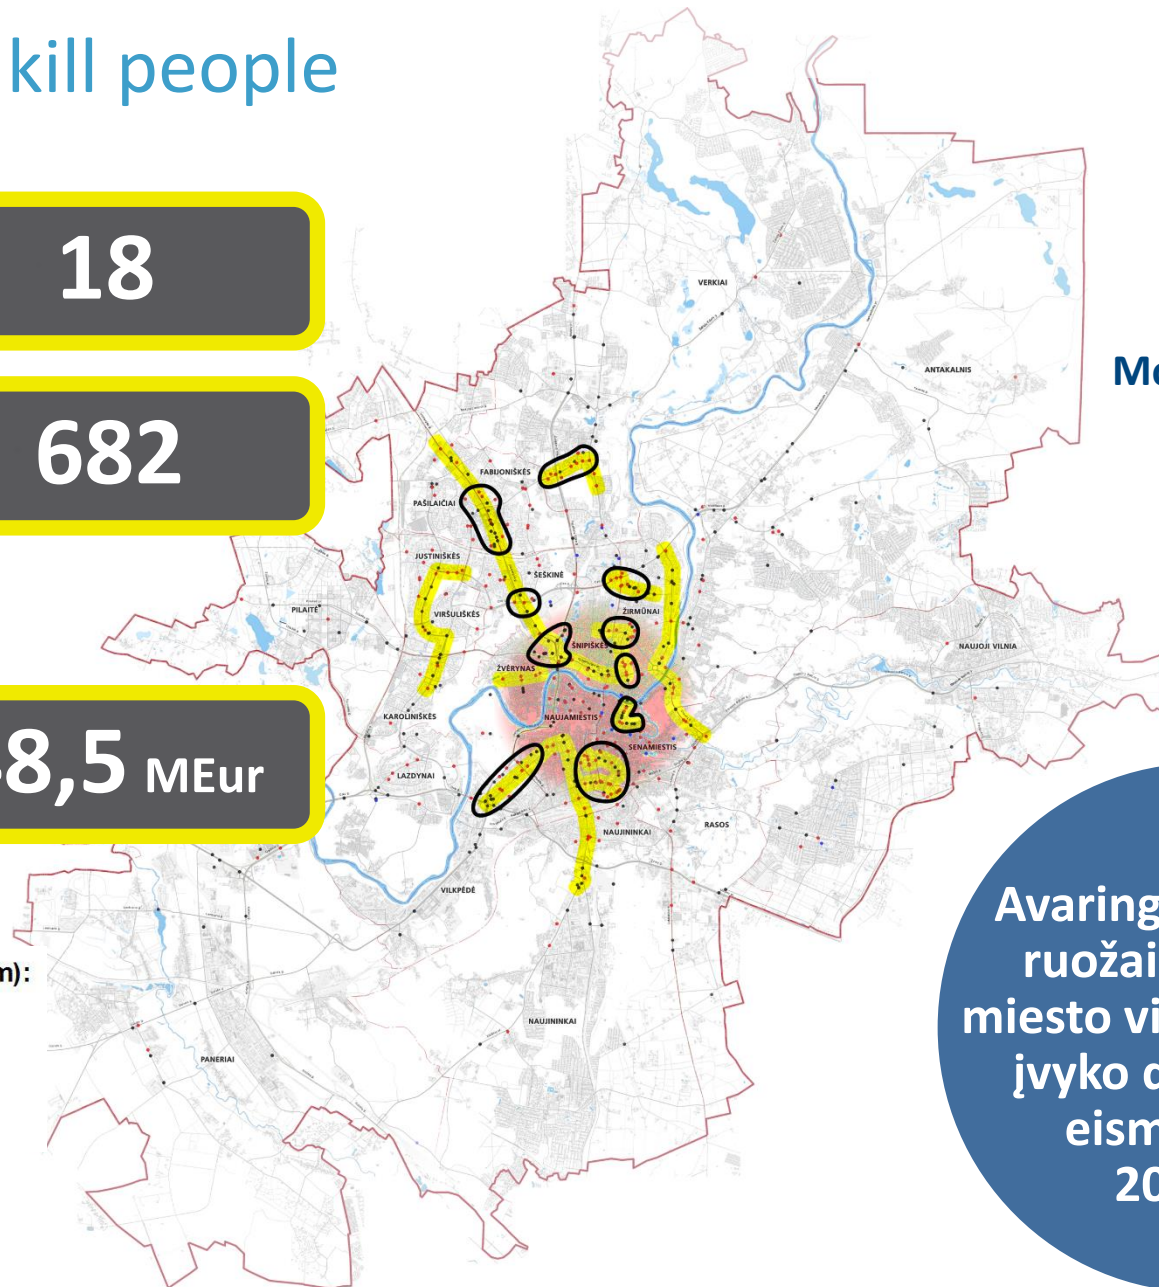 kill people
18
682
8,5 MEur
m):
VERKIAI
ANTAKALNIS
Me
FABIJONIŠKĖS
PAŠILAIČIAI
JUSTINIŠKĖS
ŠEŠKINĖ
PILAITĖ
VIRŠULIŠKĖS
ŽIRMŪNAI
ŠNIPIŠKĖS
NAUJOJI VILNIA
ŽVĖRYNAS
KAROLINIŠKĖS
NAUJAMIESTIS
SENAMIESTIS
LAZDYNAI
RASOS
NAUJININKAI
VILKPĖDĖ
NAUJININKAI
PANERIAI
Avaring
ruožai
miesto vi
įvyko d
eism
20